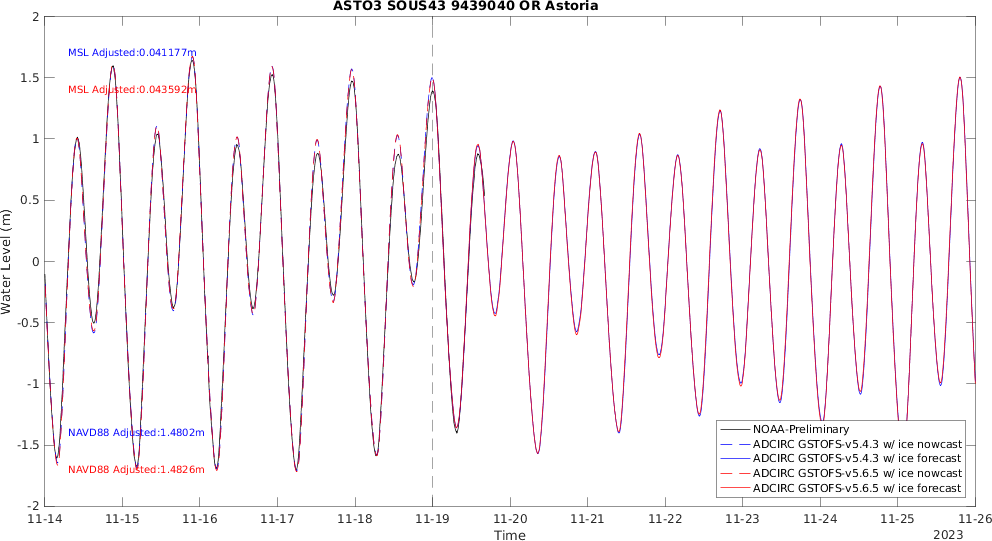 ASTO3 SOUS43 9439040 OR Astoria
2
1.5
1
0.5
0
-0.5
-1
-1.5
-2
Water Level (m)
MSL Adjusted:0.041177m
MSL Adjusted:0.043592m
NAVD88 Adjusted:1.4802m
NAVD88 Adjusted:1.4826m
NOAA-Preliminary
ADCIRC GSTOFS-v5.4.3 w/ ice nowcast
ADCIRC GSTOFS-v5.4.3 w/ ice forecast
ADCIRC GSTOFS-v5.6.5 w/ ice nowcast
ADCIRC GSTOFS-v5.6.5 w/ ice forecast
11-14 11-15 11-16 11-17 11-18 11-19 11-20 11-21 11-22 11-23 11-24 11-25 11-26
Time
2023